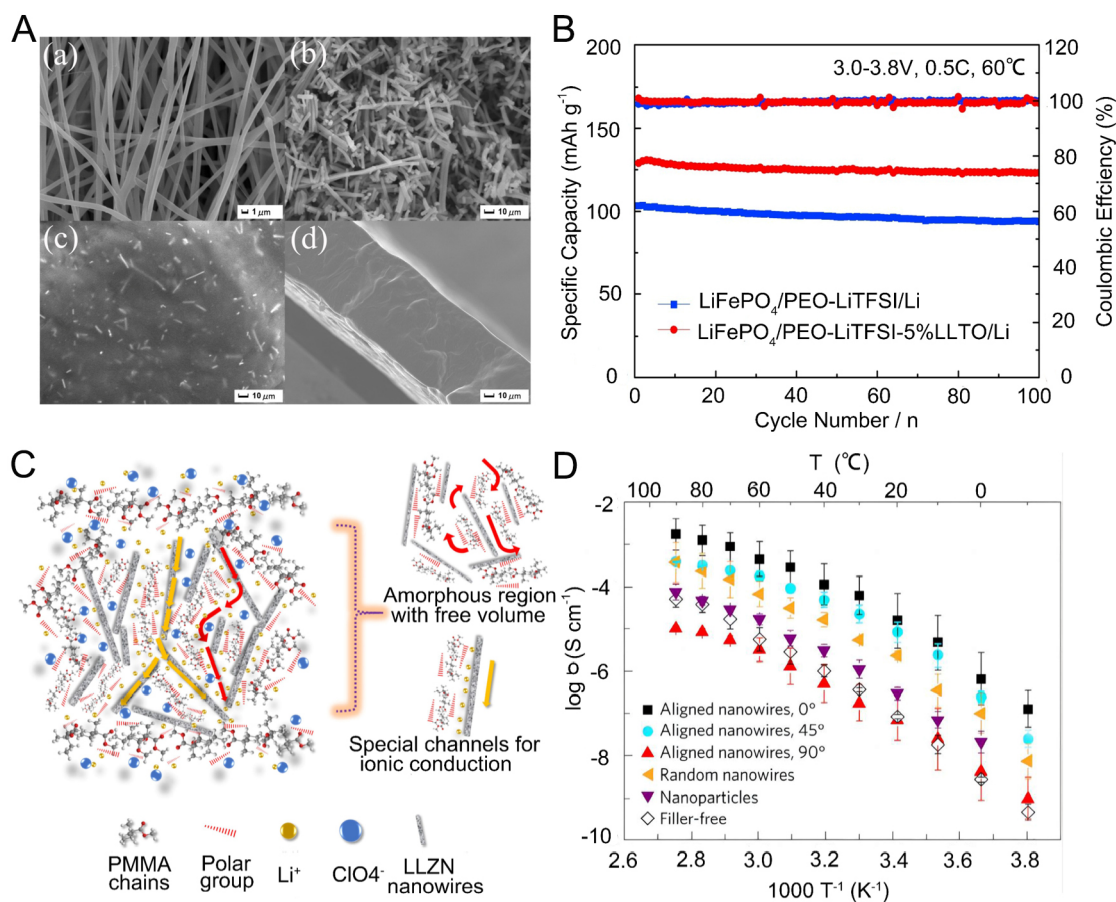 A
(a)
(b)
1 μm
10 μm
(c)
(d)
10 μm
10 μm
B
200
150
100
50
0
Specific Capacity (mAh g⁻¹)
3.0-3.8V, 0.5C, 60℃
LiFePO₄/PEO-LiTFSI/Li
LiFePO₄/PEO-LiTFSI-5%LLTO/Li
120
100
80
60
40
20
0
Coulombic Effciency (%)
0 20 40 60 80 100
Cycle Number / n
C
Amorphous region
with free volume
Special channels for
ionic conduction
PMMA
chains
Polar
group
Li⁺
ClO4⁻
LLZN
nanowires
D
T (℃)
100 80 60 40 20 0
-2
-4
-6
-8
-10
log σ (S cm⁻¹)
Aligned nanowires, 0º
Aligned nanowires, 45º
Aligned nanowires, 90º
Random nanowires
Nanoparticles
Filler-free
2.6 2.8 3.0 3.2 3.4 3.6 3.8
1000 T⁻¹ (K⁻¹)